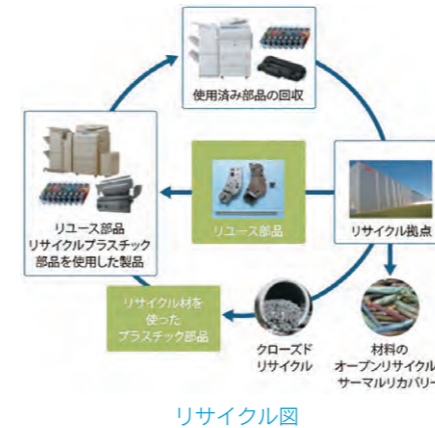 使用済み部品の回収
リユース部品
リサイクルプラスチック
部品を使用した製品
リユース部品
リサイクル拠点
リサイクル材を
使った
プラスチック部品
クローズド
リサイクル
材料の
オープンリサイクル
サーマルリカバリー
リサイクル図